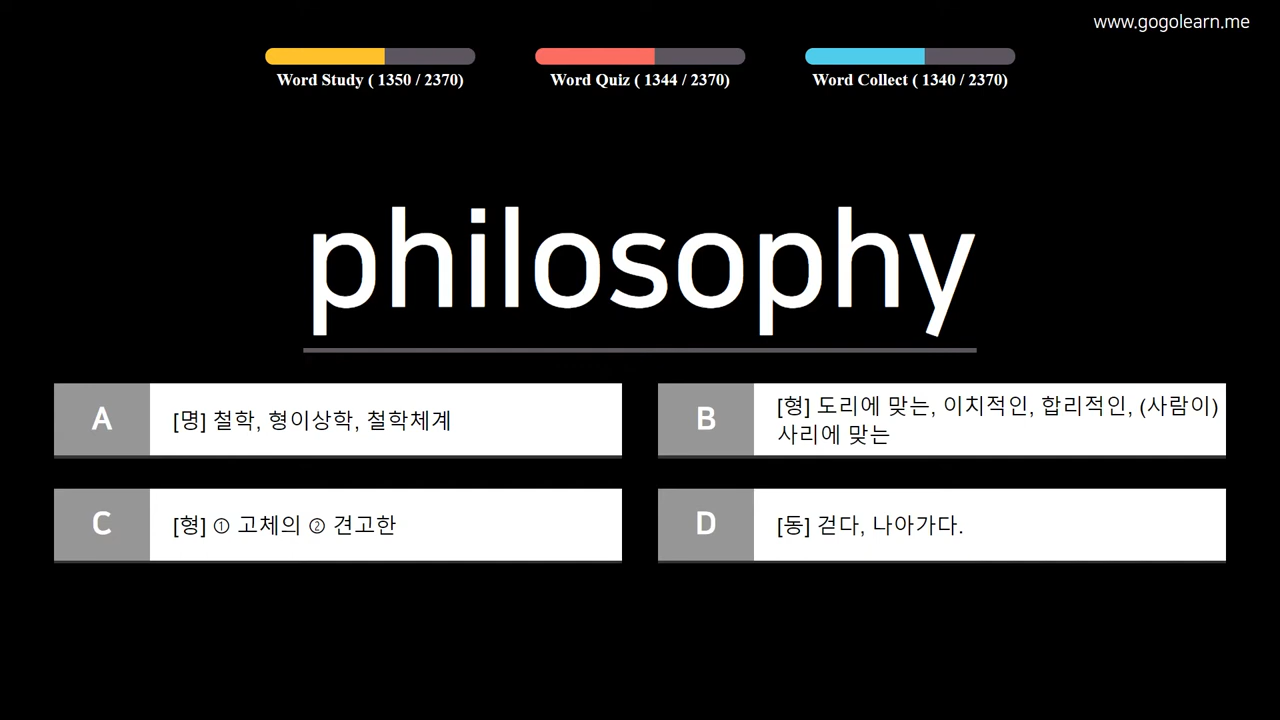 www.gogolearn.me
Word Study ( 1350 / 2370)
Word Quiz ( 1344 / 2370)
Word Collect ( 1340 / 2370)
philosophy
A
[명] 철학, 형이상학, 철학체계
B
[형] 도리에 맞는, 이치적인, 합리적인, (사람이)
사리에 맞는
C
[형] ① 고체의 ② 견고한
D
[동] 걷다, 나아가다.